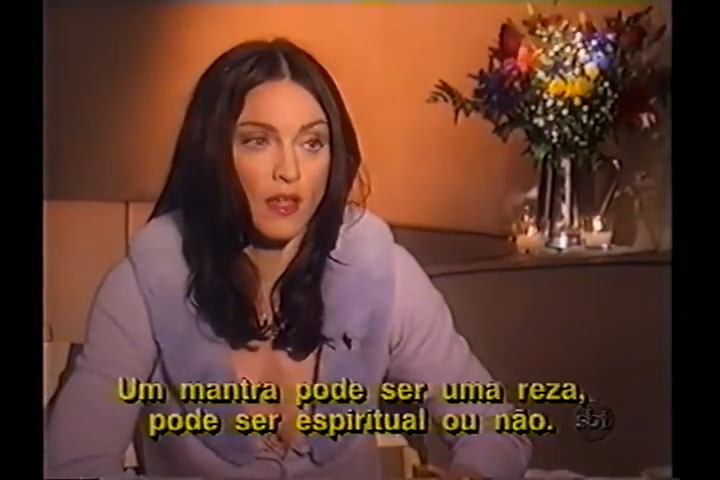 Um mantra pode ser uma reza,
pode ser espiritual ou não.
sbt